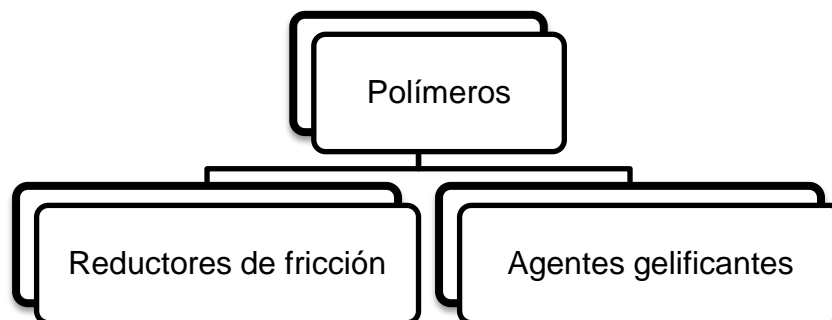 Polímeros
Reductores de fricción
Agentes gelificantes